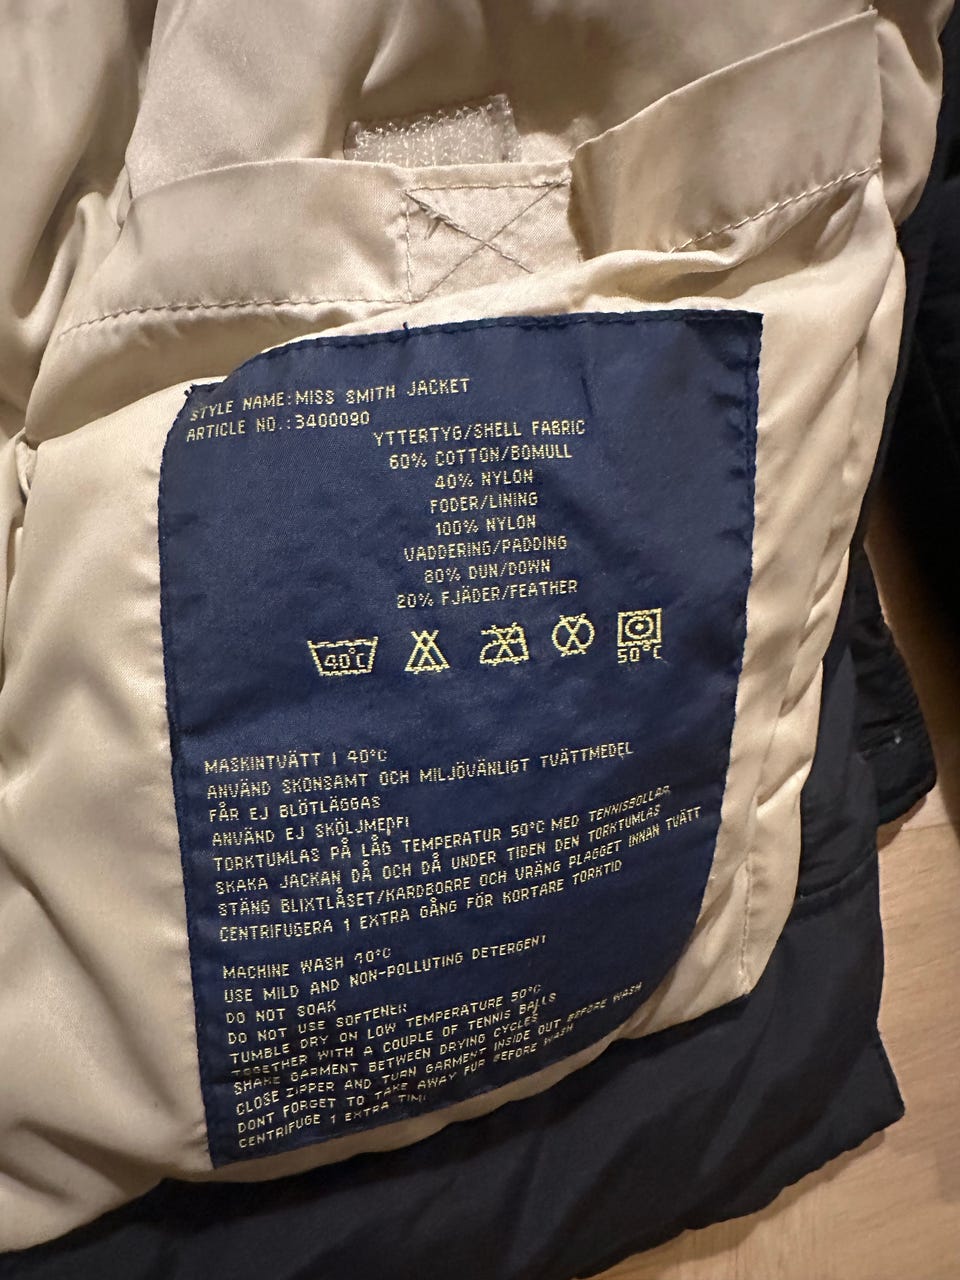 STYLE NAME:MISS SMITH JACKET
ARTICLE NO.:3400090
YTTERTYG/SHELL FABRIC
60% COTTON/BOMULL
40% NYLON
FODER/LINING
100% NYLON
VADDERING/PADDING
80% DUN/DOWN
20% FJÄDER/FEATHER
40°C
50°C
MASKINTVÄTT I 40°C
ANVÄND SKONSAMT OCH MILJÖVÄNLIGT TVÄTTMEDEL
FÅR EJ BLÖTLÄGGAS
ANVÄND EJ SKÖLJMEDEL
TORKTUMLAS PÅ LÅG TEMPERATUR 50°C MED TENNISBOLLAR,
SKAKA JACKAN DÅ OCH DÅ UNDER TIDEN DEN TORKTUMLAS
STÄNG BLIXTLÅSET/KARDBORRE OCH VRÄNG PLAGGET INNAN TVÄTT
CENTRIFUGERA 1 EXTRA GÅNG FÖR KORTARE TORKTID
MACHINE WASH 40°C
USE MILD AND NON-POLLUTING DETERGENT
DO NOT SOAK
DO NOT USE SOFTENER
TUMBLE DRY ON LOW TEMPERATURE 50°C
TOGETHER WITH A COUPLE OF TENNIS BALLS
SHAKE GARMENT BETWEEN DRYING CYCLES
CLOSE ZIPPER AND TURN GARMENT INSIDE OUT BEFORE WASH
DONT FORGET TO TAKE AWAY FUR BEFORE WASH
CENTRIFUGE 1 EXTRA TIME